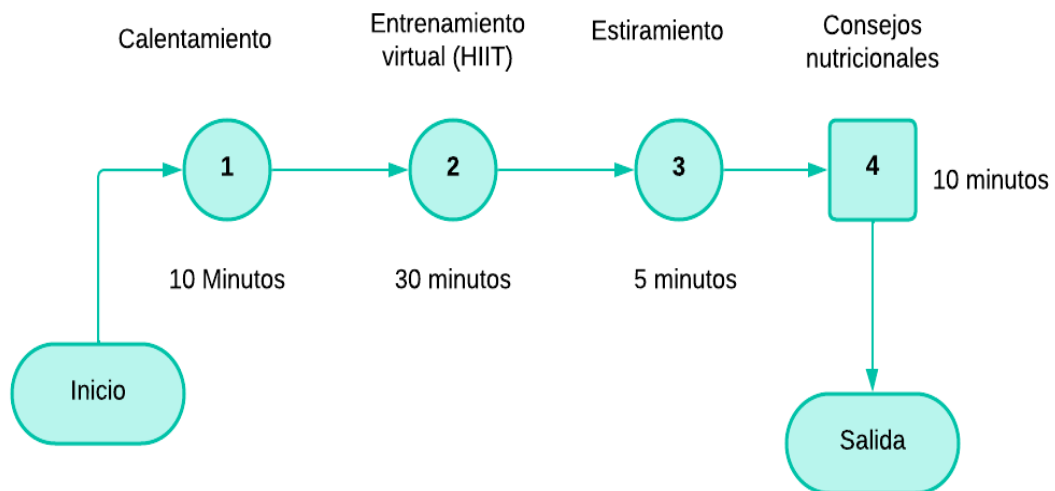 Calentamiento
Entrenamiento
virtual (HIIT)
Estiramiento
Consejos
nutricionales
1
2
3
4
10 minutos
10 Minutos
30 minutos
5 minutos
Inicio
Salida